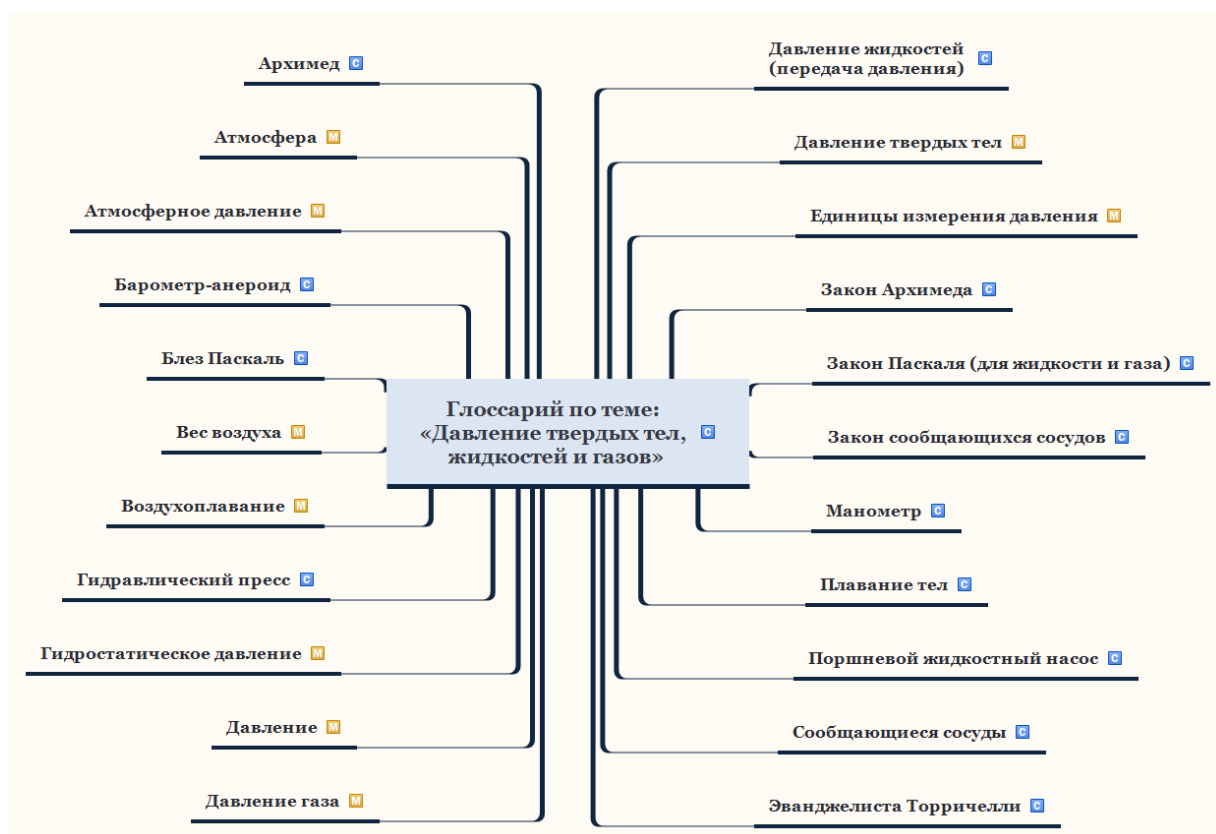 Архимед C
Атмосфера M
Атмосферное давление M
Барометр-анероид C
Блез Паскаль C
Вес воздуха M
Воздухоплавание M
Гидравлический пресс C
Гидростатическое давление M
Давление M
Давление газа M
Глоссарий по теме:
«Давление твердых тел, C
жидкостей и газов»
Давление жидкостей C
(передача давления)
Давление твердых тел M
Единицы измерения давления M
Закон Архимеда C
Закон Паскаля (для жидкости и газа) C
Закон сообщающихся сосудов C
Манометр C
Плавание тел C
Поршневой жидкостный насос C
Сообщающиеся сосуды C
Эванджелиста Торричелли C